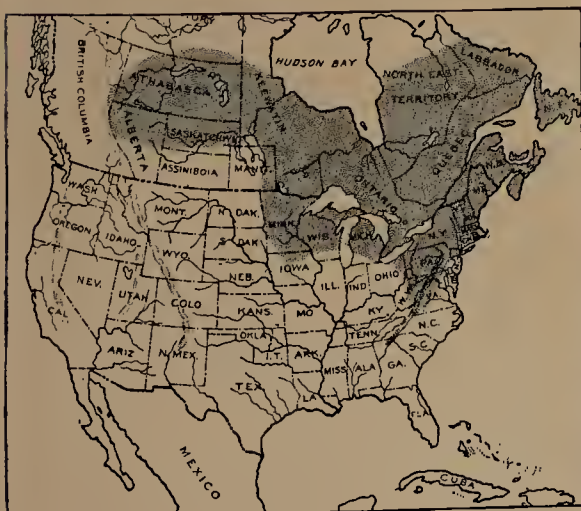 TORY
HUDSON BAY
BRITISH COLUMBIA
ATHABASCA
KEEWATIN
LABRADOR
NORTH EAST
TERRITORY
ALBERTA
SASKATCHEWAN
ASSINIBOIA
MAN.
ONTARIO
QUEBEC
N.B.
ME.
WASH
MONT.
N. DAK.
MINN.
OREGON
IDAHO
WYO.
S. DAK
WIS.
MICH.
N.Y.
NEB.
IOWA
PA.
NEV.
UTAH
COLO
KANS.
MO.
ILL.
IND
OHIO
KY.
VA.
CAL.
ARIZ
N.MEX.
OKLA.
I.T.
ARK.
TENN.
N.C.
S.C.
TEX.
LA.
MISS
ALA
GA.
FLA.
MEXICO
CUBA